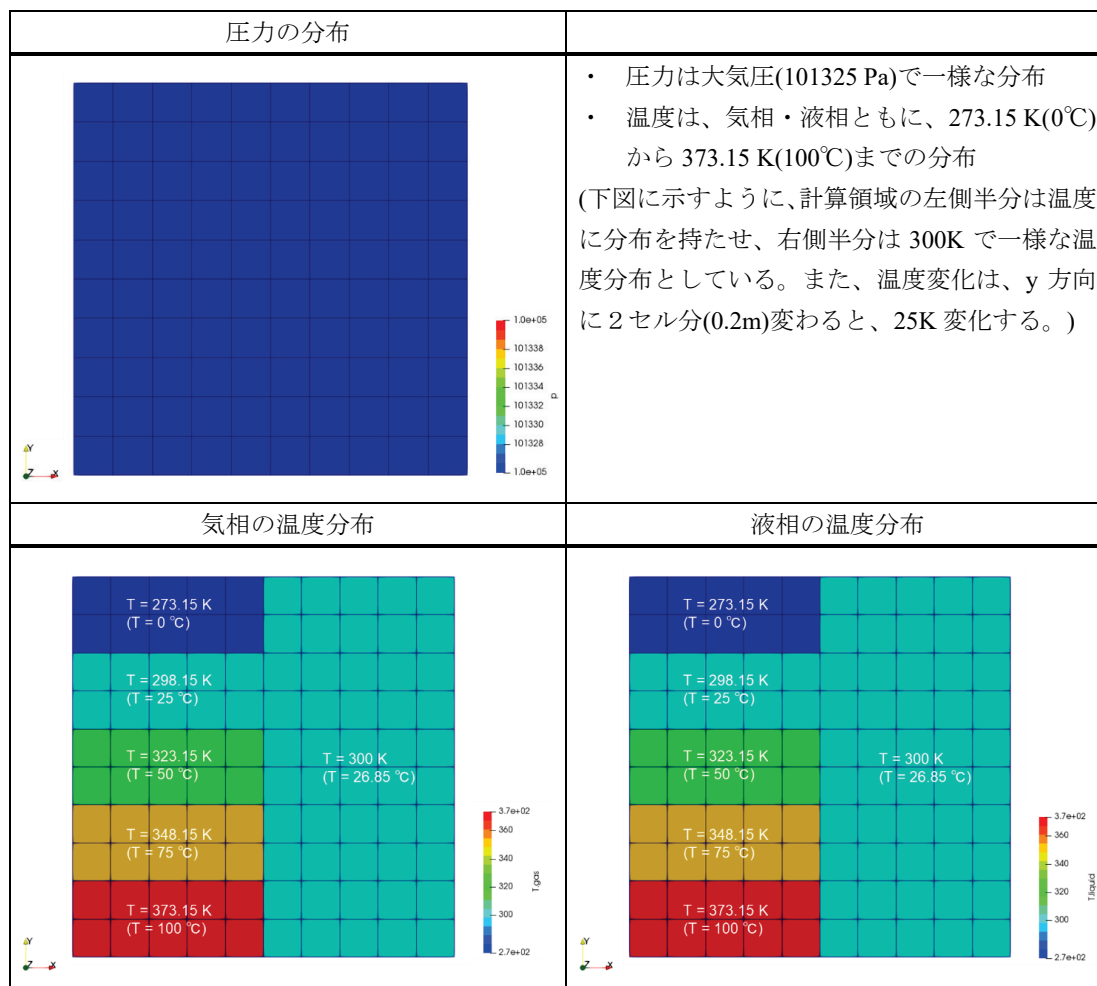 圧力の分布
・ 圧力は大気圧(101325 Pa)で一様な分布
・ 温度は、気相・液相ともに、273.15 K(0℃)
から 373.15 K(100℃)までの分布
(下図に示すように、計算領域の左側半分は温度
に分布を持たせ、右側半分は 300K で一様な温
度分布としている。また、温度変化は、y 方向
に２セル分(0.2m)変わると、25K 変化する。)
1.0e+05
101338
101336
101334
101332
101330
101328
1.0e+05
p
Y
Z X
気相の温度分布
液相の温度分布
T = 273.15 K
(T = 0 ℃)
T = 298.15 K
(T = 25 ℃)
T = 323.15 K
(T = 50 ℃)
T = 300 K
(T = 26.85 ℃)
T = 348.15 K
(T = 75 ℃)
T = 373.15 K
(T = 100 ℃)
3.7e+02
360
340
320
300
2.7e+02
T.gas
Y
Z X
T = 273.15 K
(T = 0 ℃)
T = 298.15 K
(T = 25 ℃)
T = 323.15 K
(T = 50 ℃)
T = 300 K
(T = 26.85 ℃)
T = 348.15 K
(T = 75 ℃)
T = 373.15 K
(T = 100 ℃)
3.7e+02
360
340
320
300
2.7e+02
T.liquid
Y
Z X